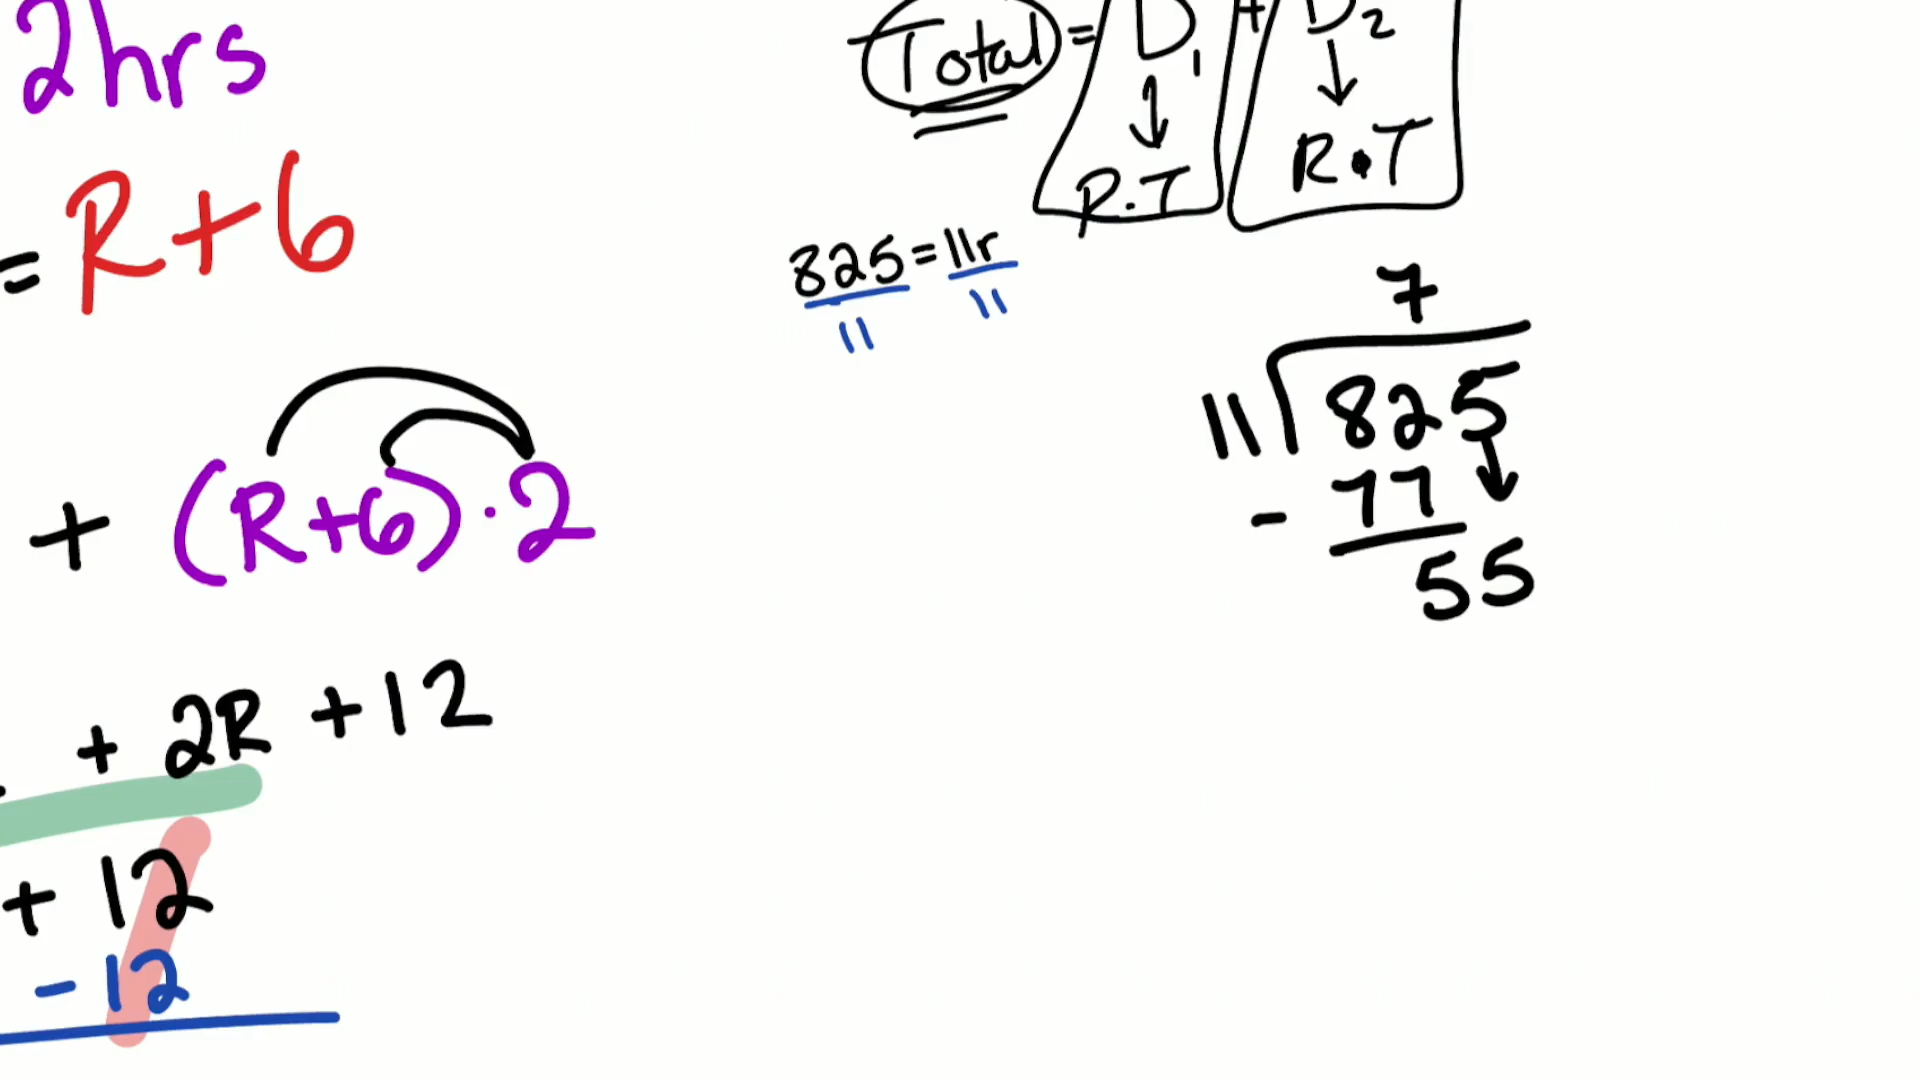 2hrs
= R+6
+ (R+6)·2
+ 2R +12
+ 12
- 12
Total = D1 + D2
R·T R·T
825 = 11r
11 11
7
11 825
- 77
55